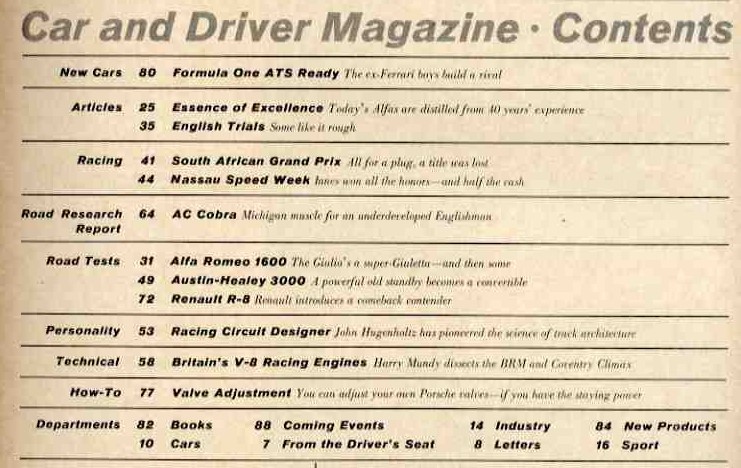 Car and Driver Magazine · Contents
New Cars 80 Formula One ATS Ready The ex-Ferrari boys build a rival
Articles 25 Essence of Excellence Today's Alfas are distilled from 40 years' experience
35 English Trials Some like it rough
Racing 41 South African Grand Prix All for a plug, a title was lost
44 Nassau Speed Week Innes won all the honors—and half the cash
Road Research 64 AC Cobra Michigan muscle for an underdeveloped Englishman
Report
Road Tests 31 Alfa Romeo 1600 The Giulia's a super-Giuletta—and then some
49 Austin-Healey 3000 A powerful old standby becomes a convertible
72 Renault R-8 Renault introduces a comeback contender
Personality 53 Racing Circuit Designer John Hugenholtz has pioneered the science of track architecture
Technical 58 Britain's V-8 Racing Engines Harry Mundy dissects the BRM and Coventry Climax
How-To 77 Valve Adjustment You can adjust your own Porsche valves—if you have the staying power
Departments 82 Books 88 Coming Events 14 Industry 84 New Products
10 Cars 7 From the Driver's Seat 8 Letters 16 Sport